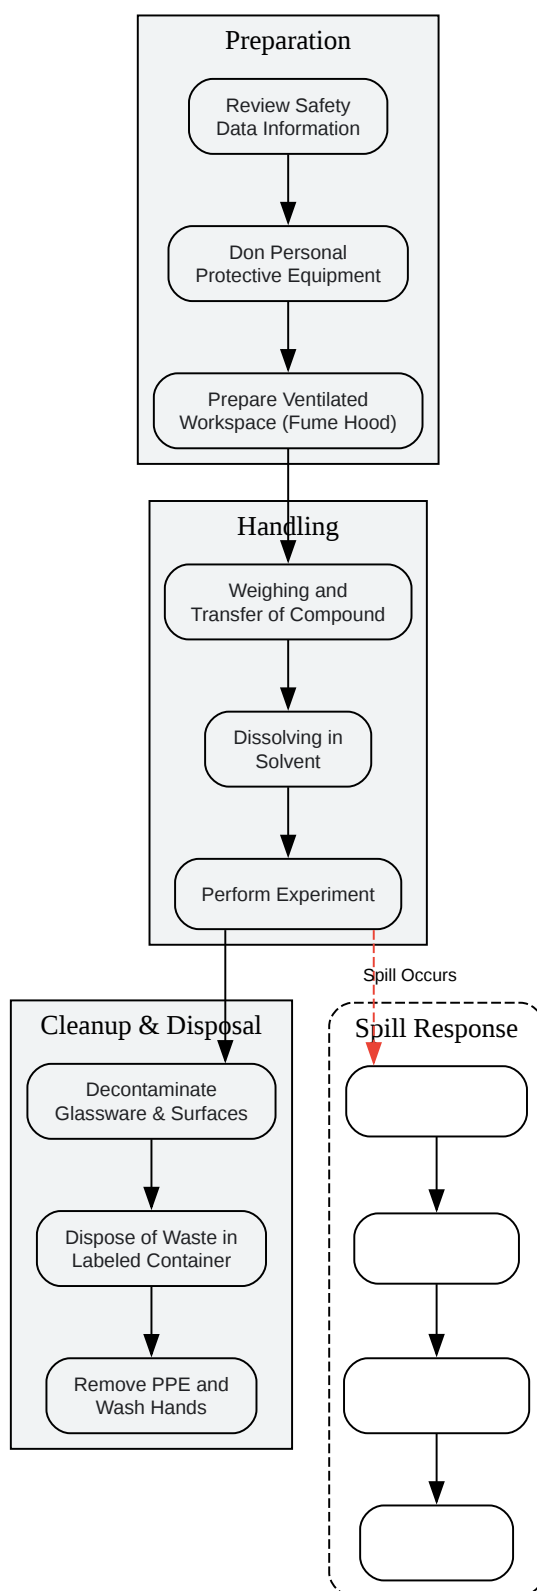 Preparation
Review Safety
Data Information
Don Personal
Protective Equipment
Prepare Ventilated
Workspace (Fume Hood)
Handling
Weighing and
Transfer of Compound
Dissolving in
Solvent
Perform Experiment
Spill Occurs
Cleanup & Disposal
Decontaminate
Glassware & Surfaces
Dispose of Waste in
Labeled Container
Remove PPE and
Wash Hands
Spill Response